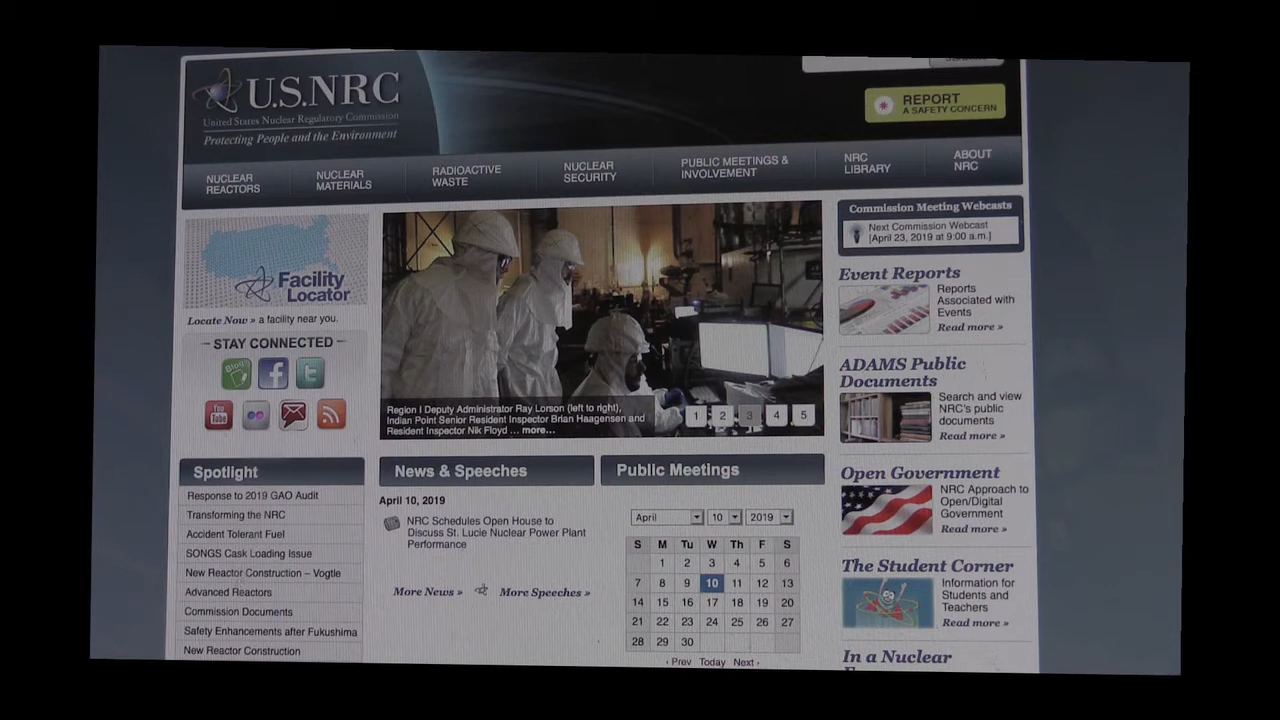 U.S.NRC
United States Nuclear Regulatory Commission
Protecting People and the Environment
REPORT
A SAFETY CONCERN
NUCLEAR
REACTORS
NUCLEAR
MATERIALS
RADIOACTIVE
WASTE
NUCLEAR
SECURITY
PUBLIC MEETINGS &
INVOLVEMENT
NRC
LIBRARY
ABOUT
NRC
Facility
Locator
Locate Now » a facility near you.
STAY CONNECTED
Blog
You
Tube
Spotlight
Response to 2019 GAO Audit
Transforming the NRC
Accident Tolerant Fuel
SONGS Cask Loading Issue
New Reactor Construction – Vogtle
Advanced Reactors
Commission Documents
Safety Enhancements after Fukushima
New Reactor Construction
Region I Deputy Administrator Ray Lorson (left to right),
Indian Point Senior Resident Inspector Brian Haagensen and
Resident Inspector Nik Floyd ... more...
1 2 3 4 5
News & Speeches
April 10, 2019
NRC Schedules Open House to
Discuss St. Lucie Nuclear Power Plant
Performance
More News » More Speeches »
Public Meetings
April 10 2019
S M Tu W Th F S
1 2 3 4 5 6
7 8 9 10 11 12 13
14 15 16 17 18 19 20
21 22 23 24 25 26 27
28 29 30
‹ Prev Today Next ›
Commission Meeting Webcasts
Next Commission Webcast
[April 23, 2019 at 9:00 a.m.]
Event Reports
Reports
Associated with
Events
Read more »
ADAMS Public
Documents
Search and view
NRC's public
documents
Read more »
Open Government
NRC Approach to
Open/Digital
Government
Read more »
The Student Corner
Information for
Students and
Teachers
Read more »
In a Nuclear